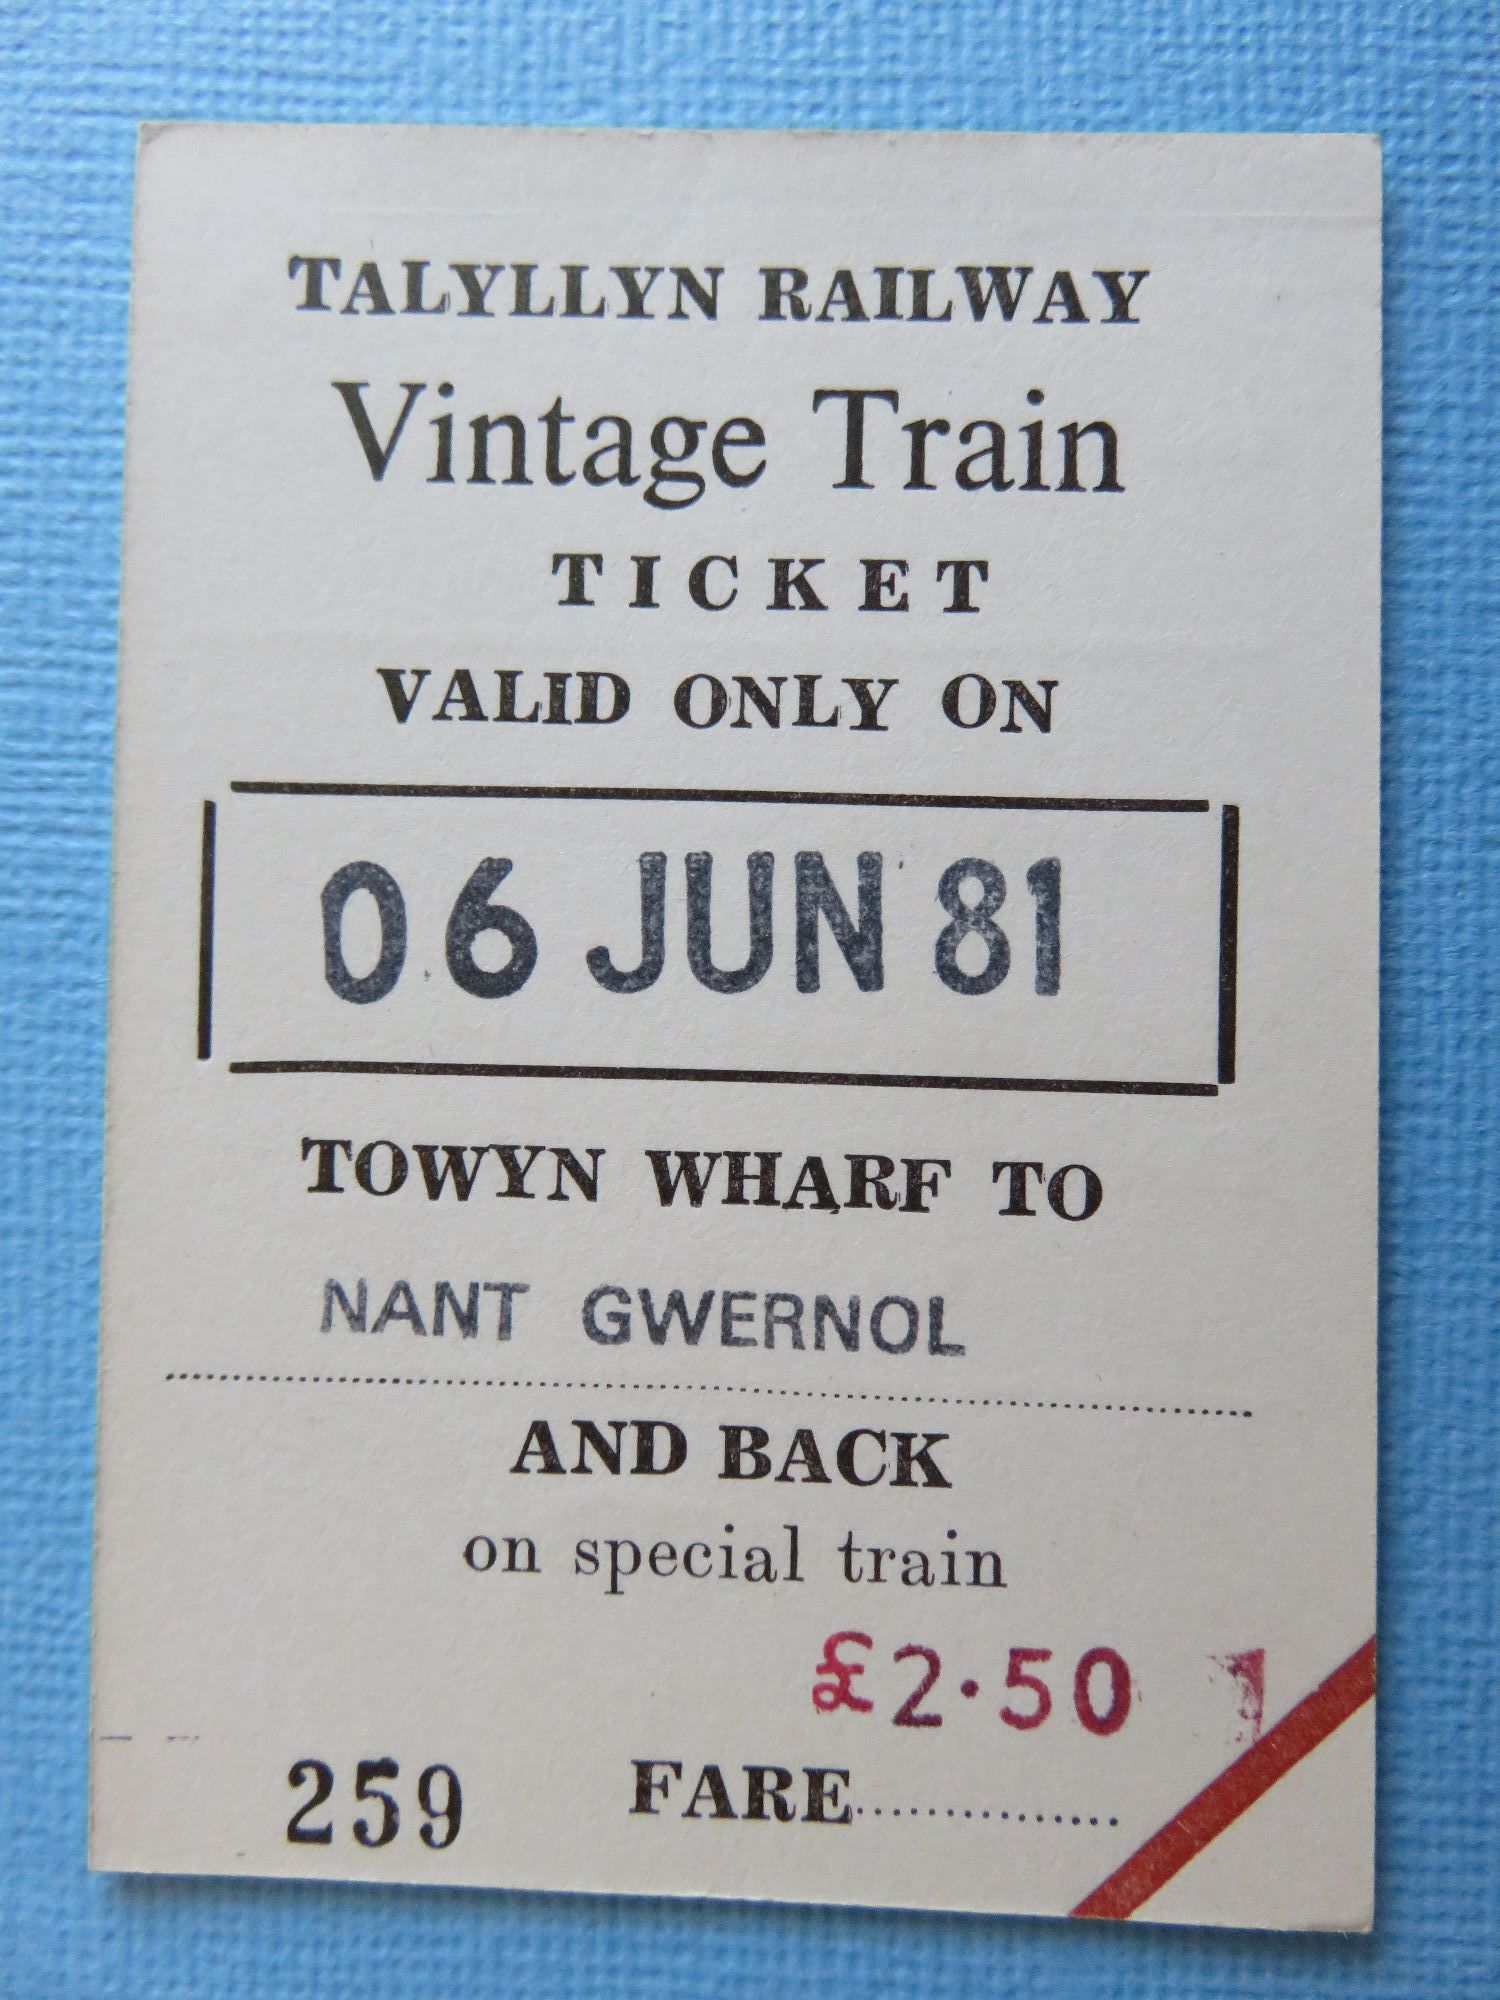 TALYLLYN RAILWAY
Vintage Train
TICKET
VALID ONLY ON
06 JUN 81
TOWYN WHARF TO
NANT GWERNOL
AND BACK
on special train
£2·50
259 FARE